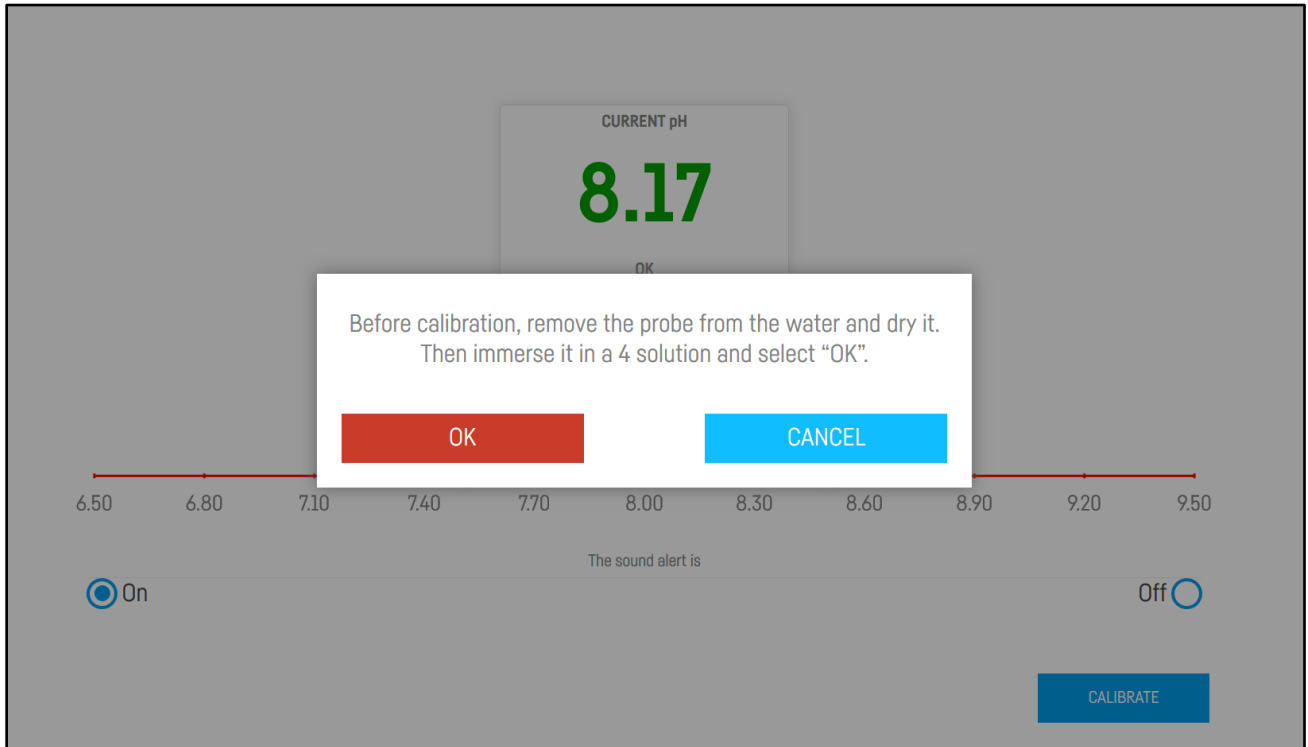 CURRENT pH
8.17
OK
Before calibration, remove the probe from the water and dry it.
Then immerse it in a 4 solution and select “OK”.
OK CANCEL
6.50 6.80 7.10 7.40 7.70 8.00 8.30 8.60 8.90 9.20 9.50
The sound alert is
On Off
CALIBRATE